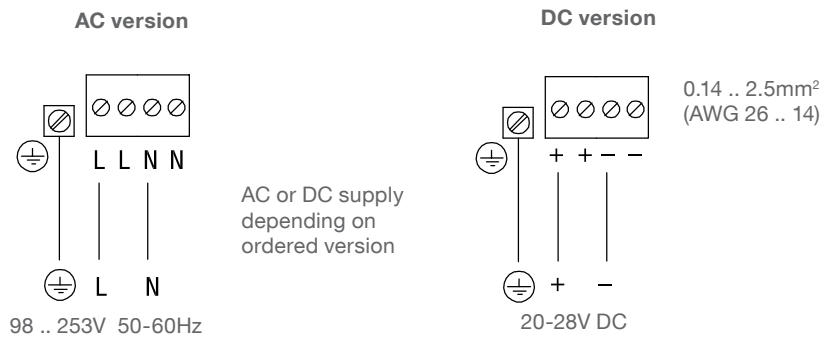 AC version
DC version
0.14 .. 2.5mm²
(AWG 26 .. 14)
L L N N
+ + − −
AC or DC supply
depending on
ordered version
L N
+ −
98 .. 253V 50-60Hz
20-28V DC